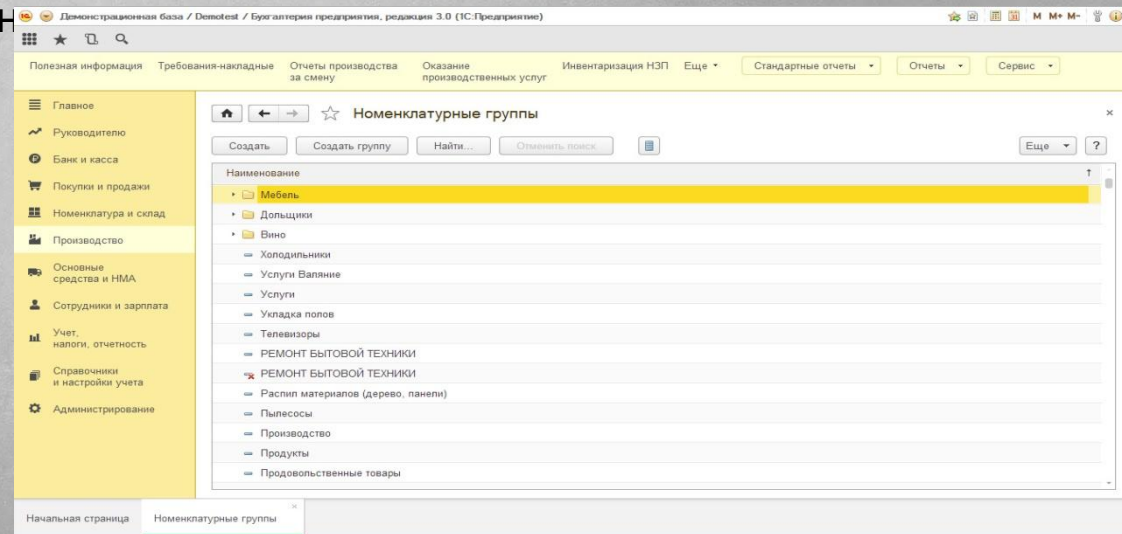 Н
Демонстрационная база / Demotest / Бухгалтерия предприятия, редакция 3.0 (1С:Предприятие)
M M+ M-
Полезная информация Требования-накладные Отчеты производства за смену Оказание производственных услуг Инвентаризация НЗП Еще Стандартные отчеты Отчеты Сервис
Главное
Руководителю
Банк и касса
Покупки и продажи
Номенклатура и склад
Производство
Основные
средства и НМА
Сотрудники и зарплата
Учет,
налоги, отчетность
Справочники
и настройки учета
Администрирование
Номенклатурные группы
Создать Создать группу Найти... Отменить поиск Еще ?
Наименование
Мебель
Дольщики
Вино
Холодильники
Услуги Валяние
Услуги
Укладка полов
Телевизоры
РЕМОНТ БЫТОВОЙ ТЕХНИКИ
РЕМОНТ БЫТОВОЙ ТЕХНИКИ
Распил материалов (дерево, панели)
Пылесосы
Производство
Продукты
Продовольственные товары
Начальная страница Номенклатурные группы